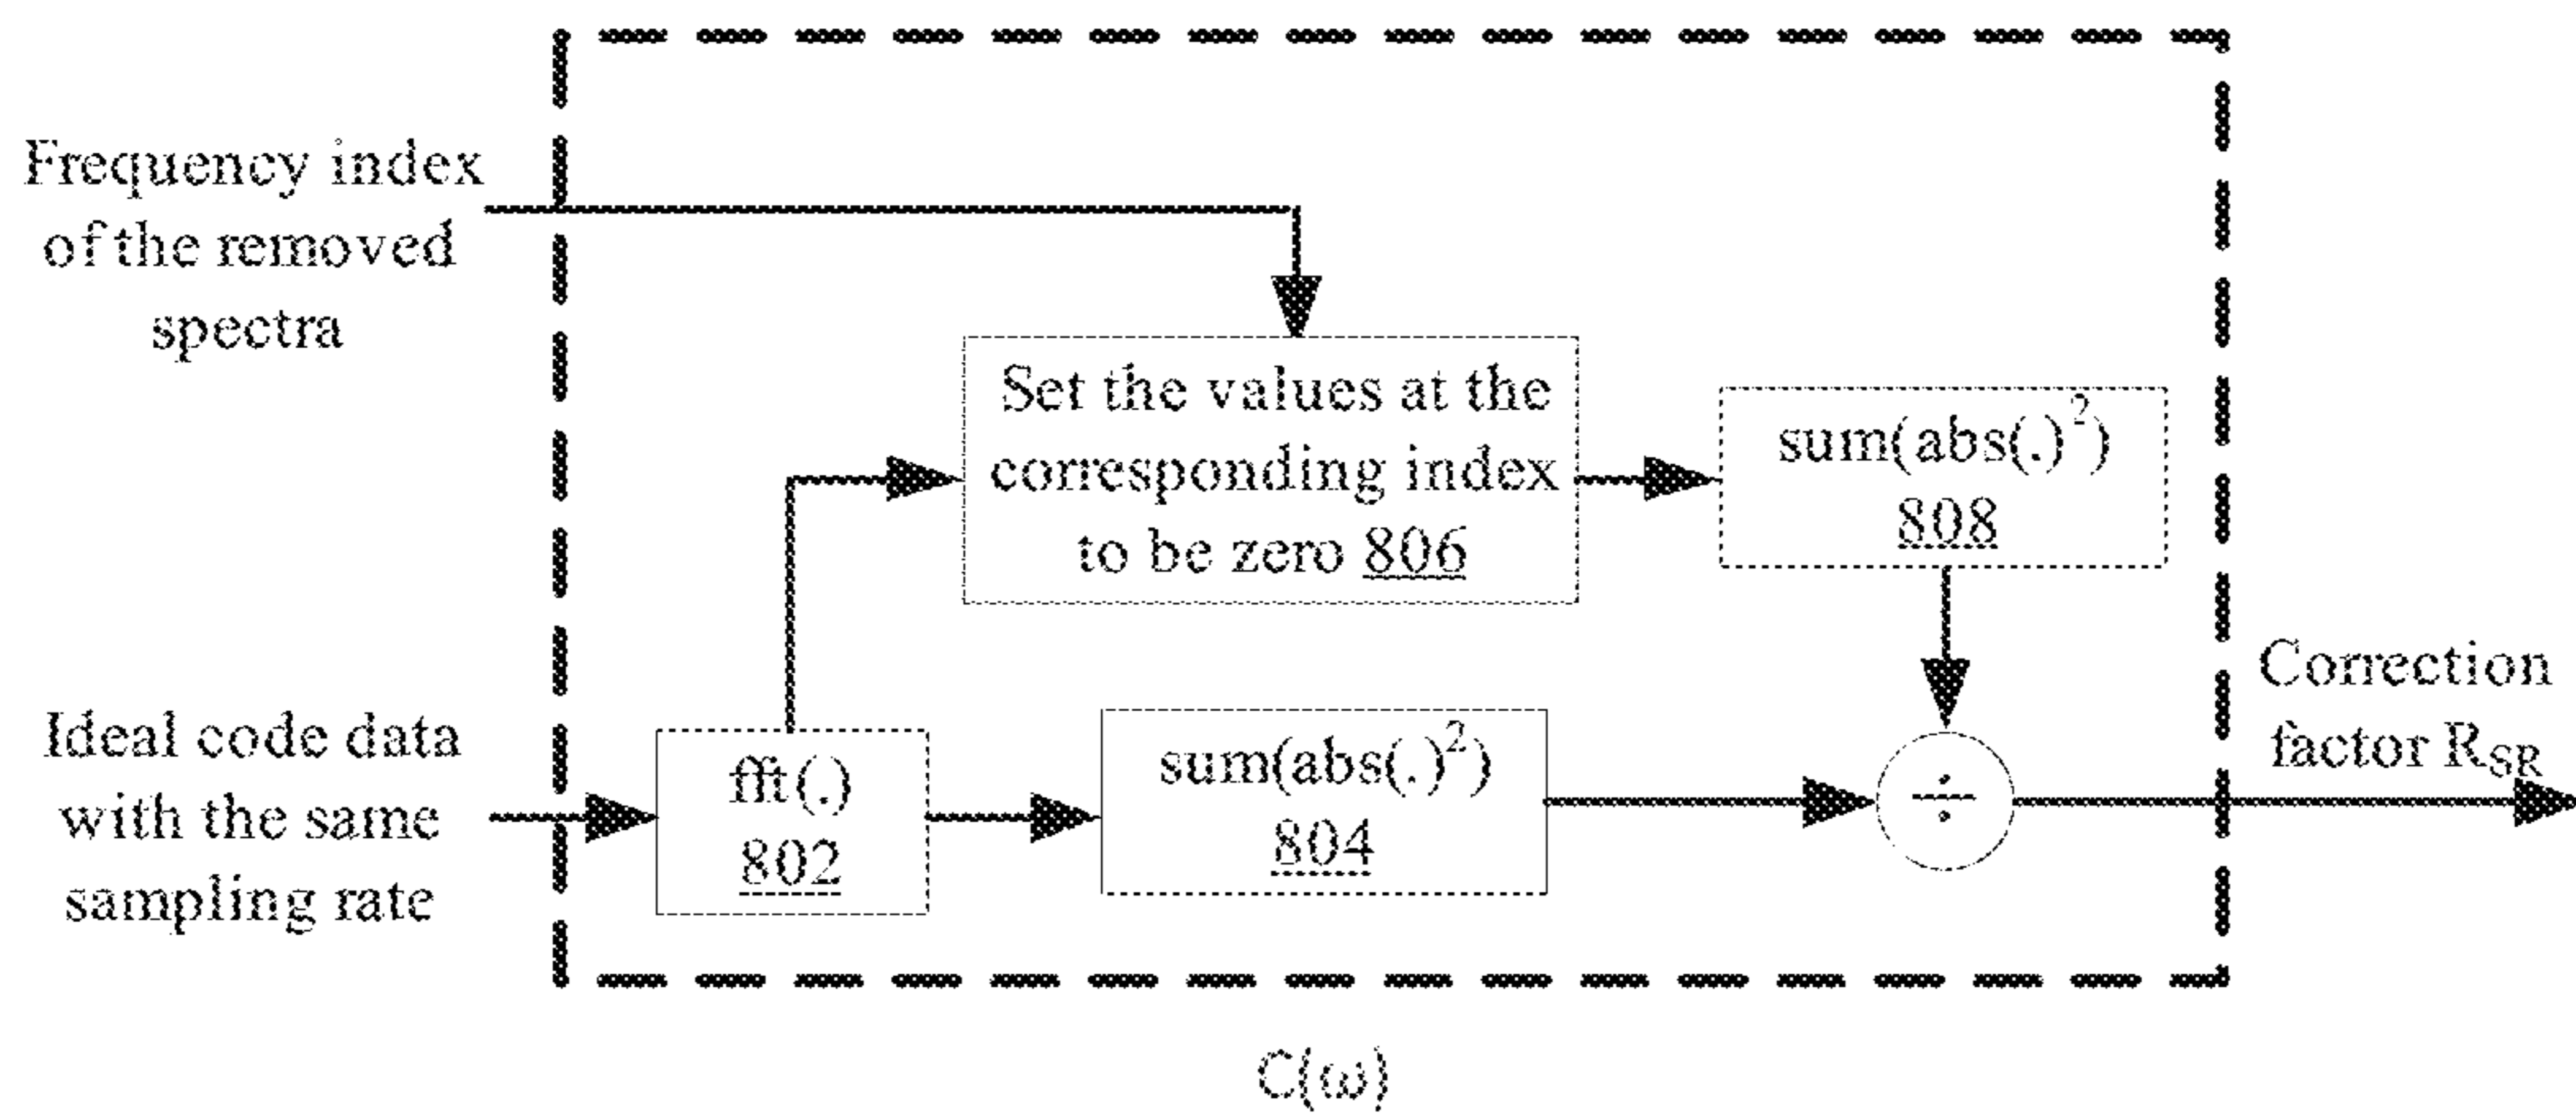 Frequency index
of the removed
spectra
Set the values at the
corresponding index
to be zero 806
sum(abs(.)²)
808
Ideal code data
with the same
sampling rate
fft(.)
802
sum(abs(.)²)
804
÷
Correction
factor R_SR
C(ω)